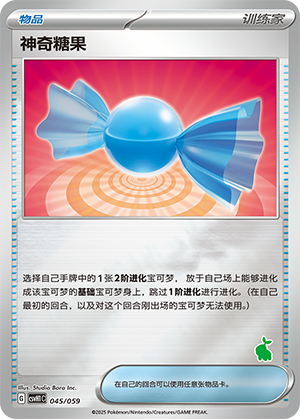 物品
训练家
神奇糖果
选择自己手牌中的1张2阶进化宝可梦，放于自己场上能够进化
成该宝可梦的基础宝可梦身上，跳过1阶进化进行进化。（在自己
最初的回合，以及对这个回合刚出场的宝可梦无法使用。）
Illus. Studio Bora Inc.
G CSVH1 C 045/059
在自己的回合可以使用任意张物品卡。
©2025 Pokémon/Nintendo/Creatures/GAME FREAK.